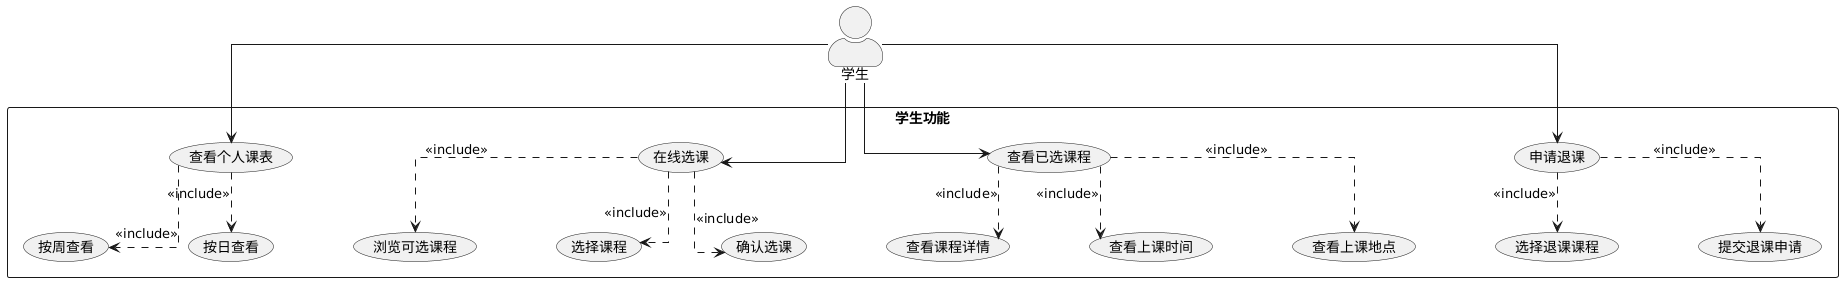 学生
学生功能
查看个人课表
在线选课
查看已选课程
申请退课
«include»
«include»
«include»
«include»
«include»
«include»
«include»
«include»
«include»
«include»
按周查看
按日查看
浏览可选课程
选择课程
确认选课
查看课程详情
查看上课时间
查看上课地点
选择退课课程
提交退课申请